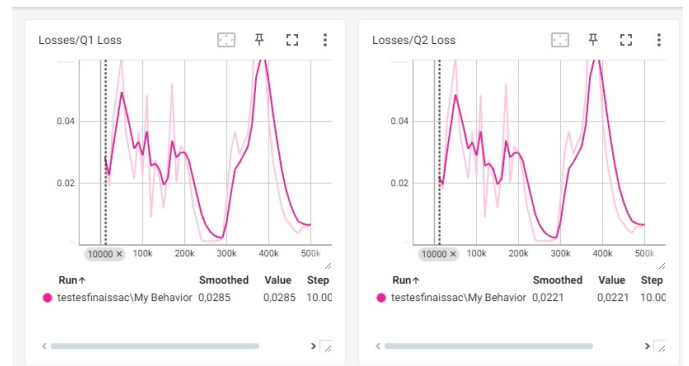 Losses/Q1 Loss
0.04
0.02
10000 × 100k 200k 300k 400k 500k
Run↑ Smoothed Value Step
testesfinaissac\My Behavior 0,0285 0,0285 10.00
Losses/Q2 Loss
0.04
0.02
10000 × 100k 200k 300k 400k 500k
Run↑ Smoothed Value Step
testesfinaissac\My Behavior 0,0221 0,0221 10.00